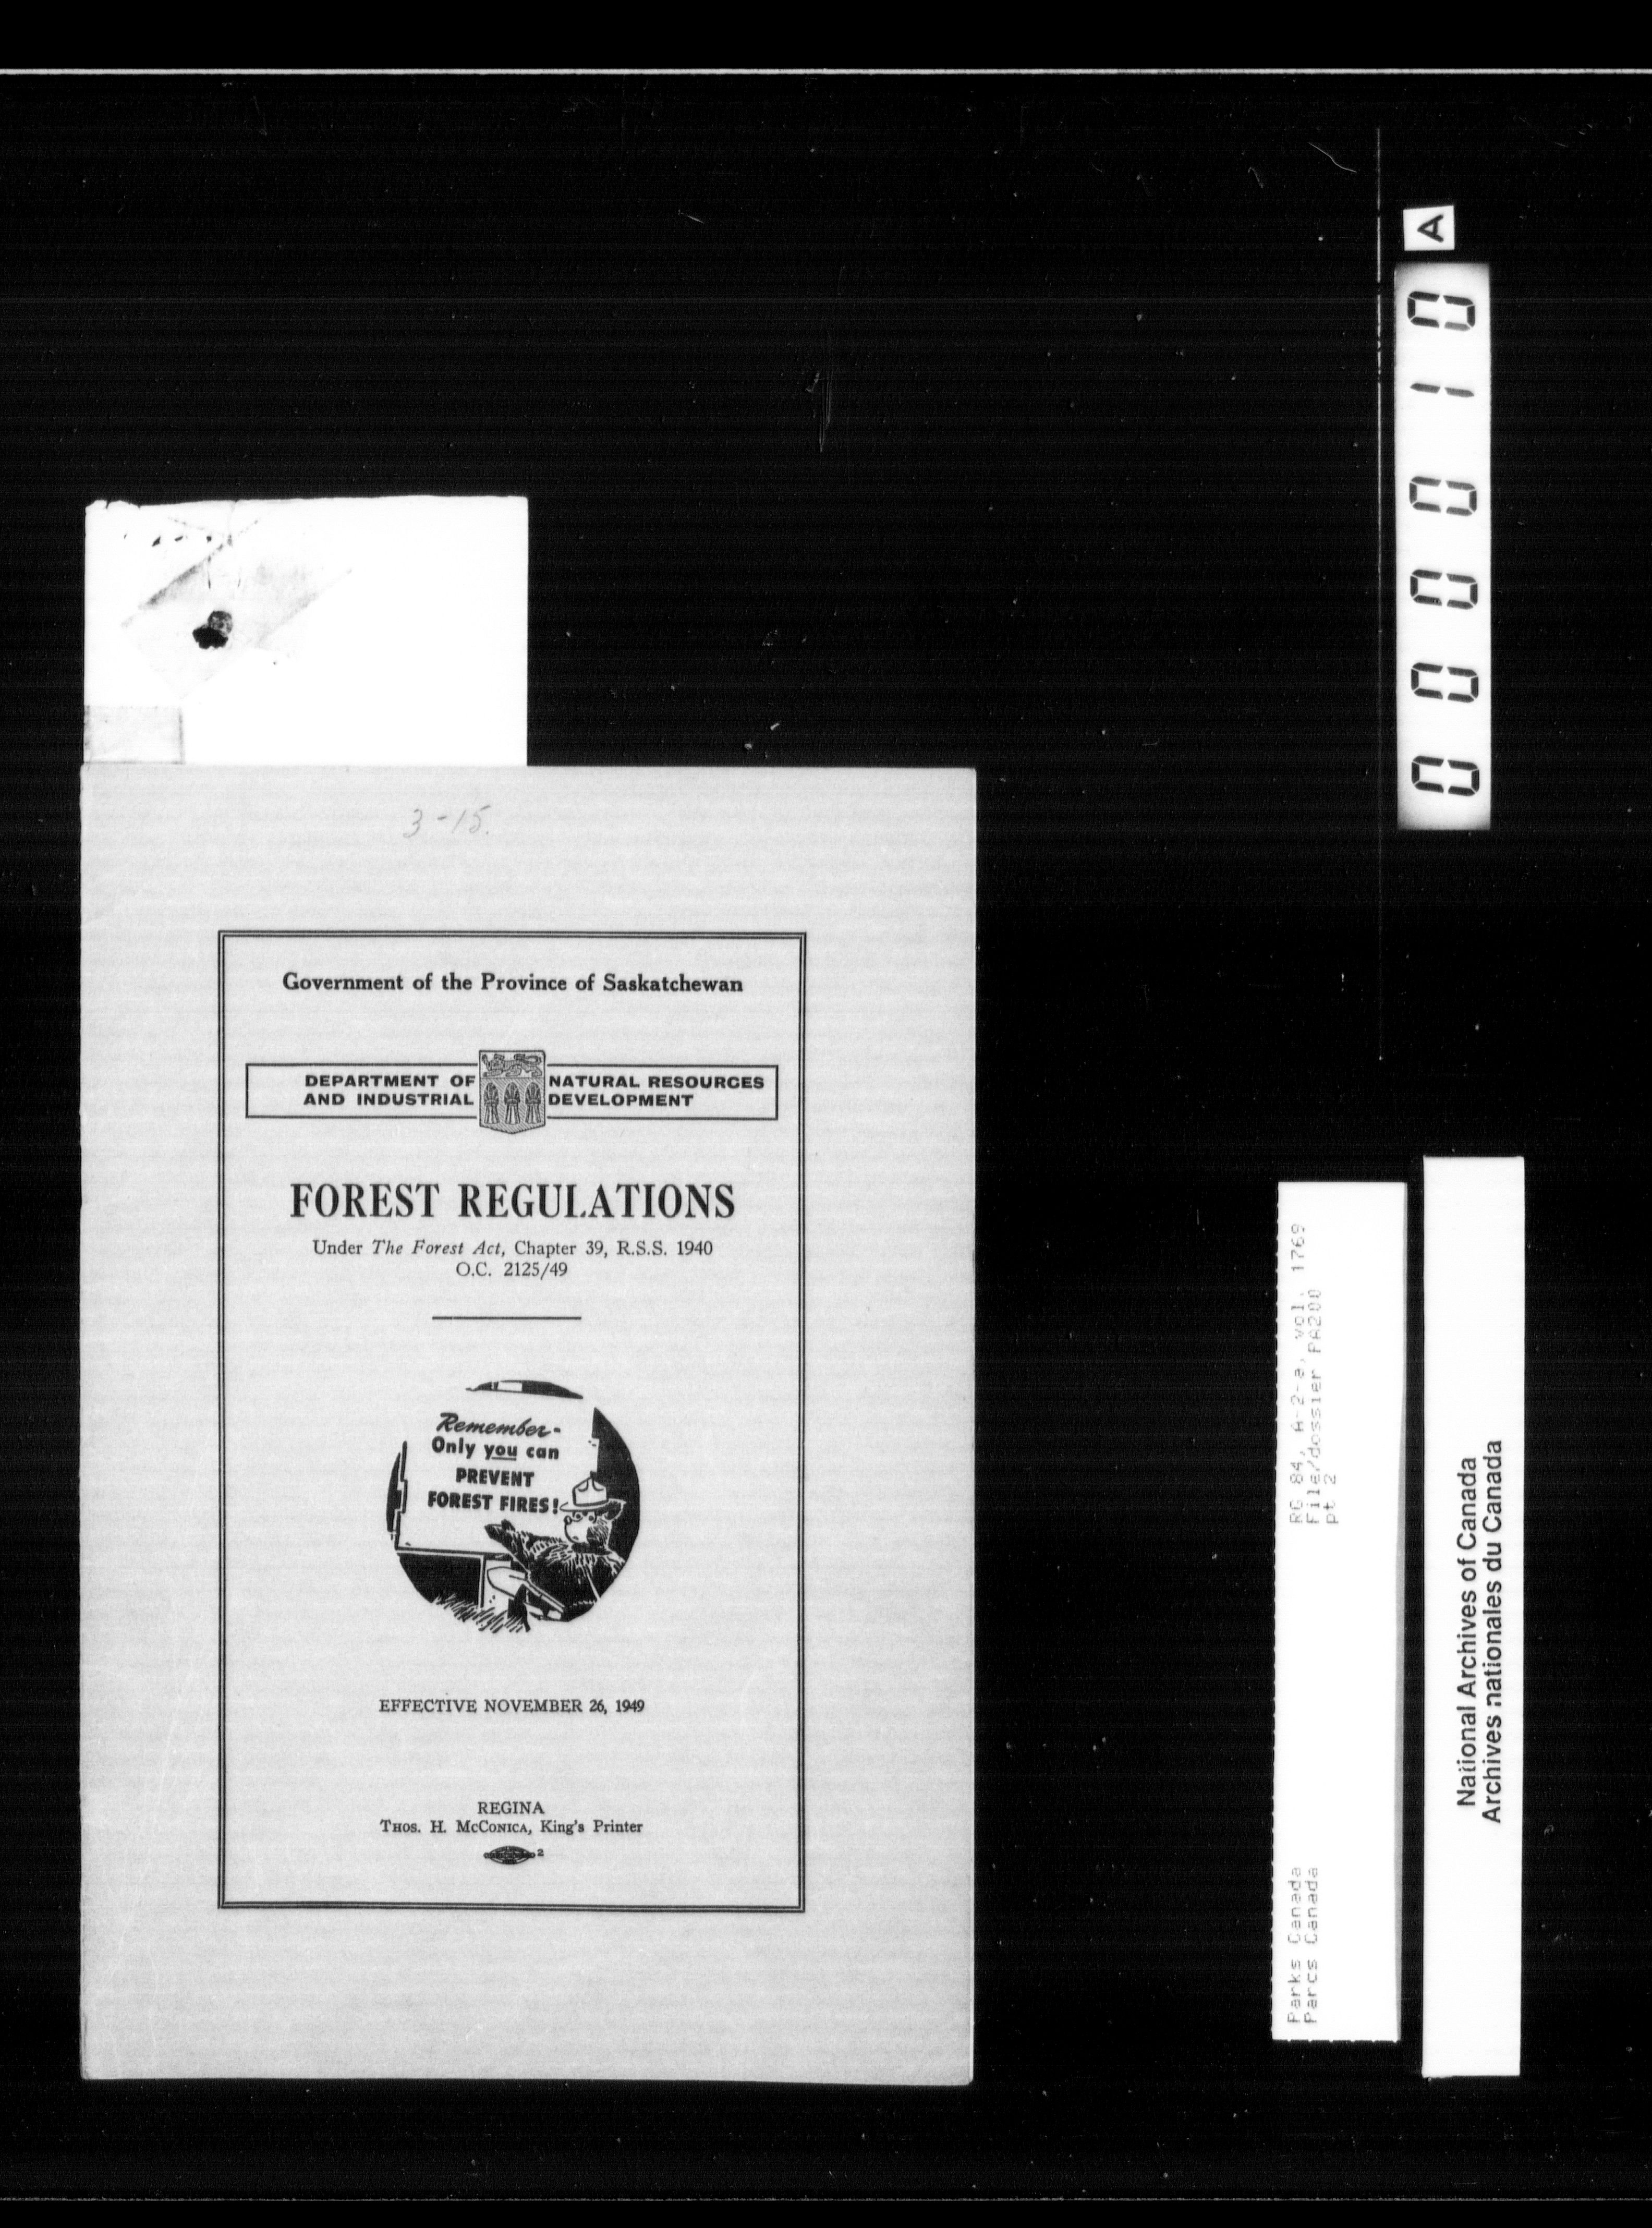 3-15.
Government of the Province of Saskatchewan
DEPARTMENT OF NATURAL RESOURCES
AND INDUSTRIAL DEVELOPMENT
FOREST REGULATIONS
Under The Forest Act, Chapter 39, R.S.S. 1940
O.C. 2125/49
Remember-
Only you can
PREVENT
FOREST FIRES!
EFFECTIVE NOVEMBER 26, 1949
REGINA
THOS. H. MCCONICA, King's Printer
2
A
000010
Parks Canada RG 84, A-2-a, vol. 1769
Parcs Canada File/dossier PA200
pt 2
National Archives of Canada
Archives nationales du Canada